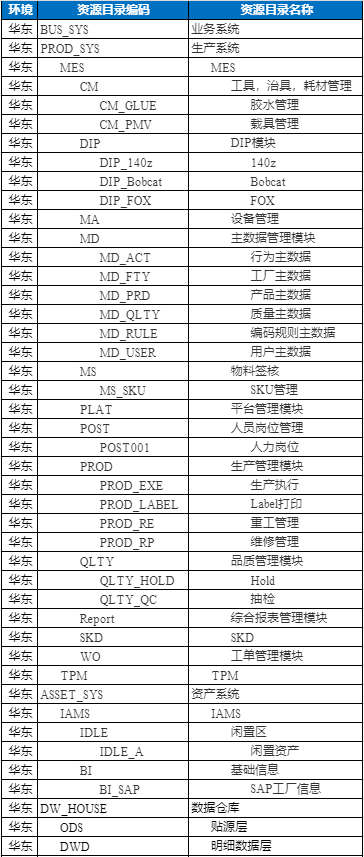 环境 资源目录编码 资源目录名称
华东 BUS_SYS 业务系统
华东 PROD_SYS 生产系统
华东 MES MES
华东 CM 工具，治具，耗材管理
华东 CM_GLUE 胶水管理
华东 CM_PMV 载具管理
华东 DIP DIP模块
华东 DIP_140z 140z
华东 DIP_Bobcat Bobcat
华东 DIP_FOX FOX
华东 MA 设备管理
华东 MD 主数据管理模块
华东 MD_ACT 行为主数据
华东 MD_FTY 工厂主数据
华东 MD_PRD 产品主数据
华东 MD_QLTY 质量主数据
华东 MD_RULE 编码规则主数据
华东 MD_USER 用户主数据
华东 MS 物料签核
华东 MS_SKU SKU管理
华东 PLAT 平台管理模块
华东 POST 人员岗位管理
华东 POST001 人力岗位
华东 PROD 生产管理模块
华东 PROD_EXE 生产执行
华东 PROD_LABEL Label打印
华东 PROD_RE 重工管理
华东 PROD_RP 维修管理
华东 QLTY 品质管理模块
华东 QLTY_HOLD Hold
华东 QLTY_QC 抽检
华东 Report 综合报表管理模块
华东 SKD SKD
华东 WO 工单管理模块
华东 TPM TPM
华东 ASSET_SYS 资产系统
华东 IAMS IAMS
华东 IDLE 闲置区
华东 IDLE_A 闲置资产
华东 BI 基础信息
华东 BI_SAP SAP工厂信息
华东 DW_HOUSE 数据仓库
华东 ODS 贴源层
华东 DWD 明细数据层